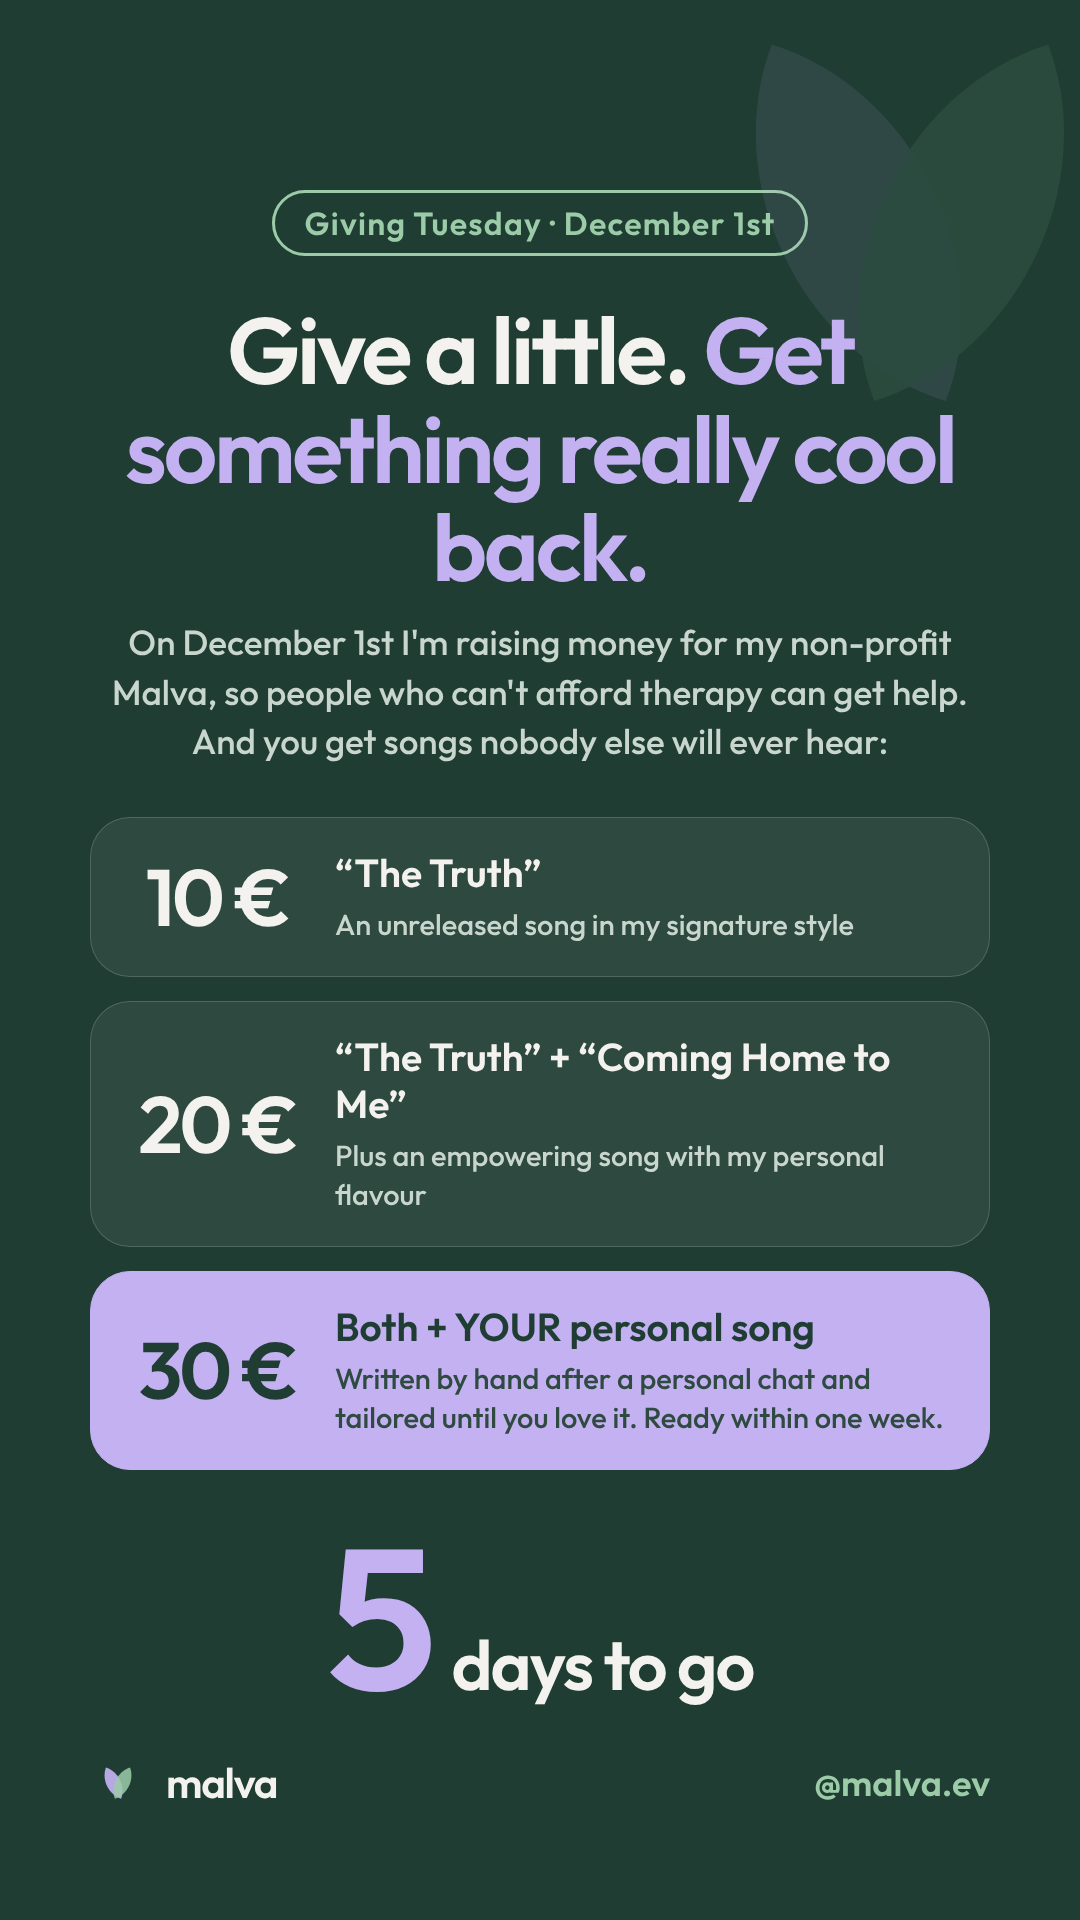 Giving Tuesday · December 1st
Give a little. Get
something really cool
back.
On December 1st I'm raising money for my non-profit
Malva, so people who can't afford therapy can get help.
And you get songs nobody else will ever hear:
10 €
“The Truth”
An unreleased song in my signature style
20 €
“The Truth” + “Coming Home to
Me”
Plus an empowering song with my personal
flavour
30 €
Both + YOUR personal song
Written by hand after a personal chat and
tailored until you love it. Ready within one week.
5 days to go
malva
@malva.ev